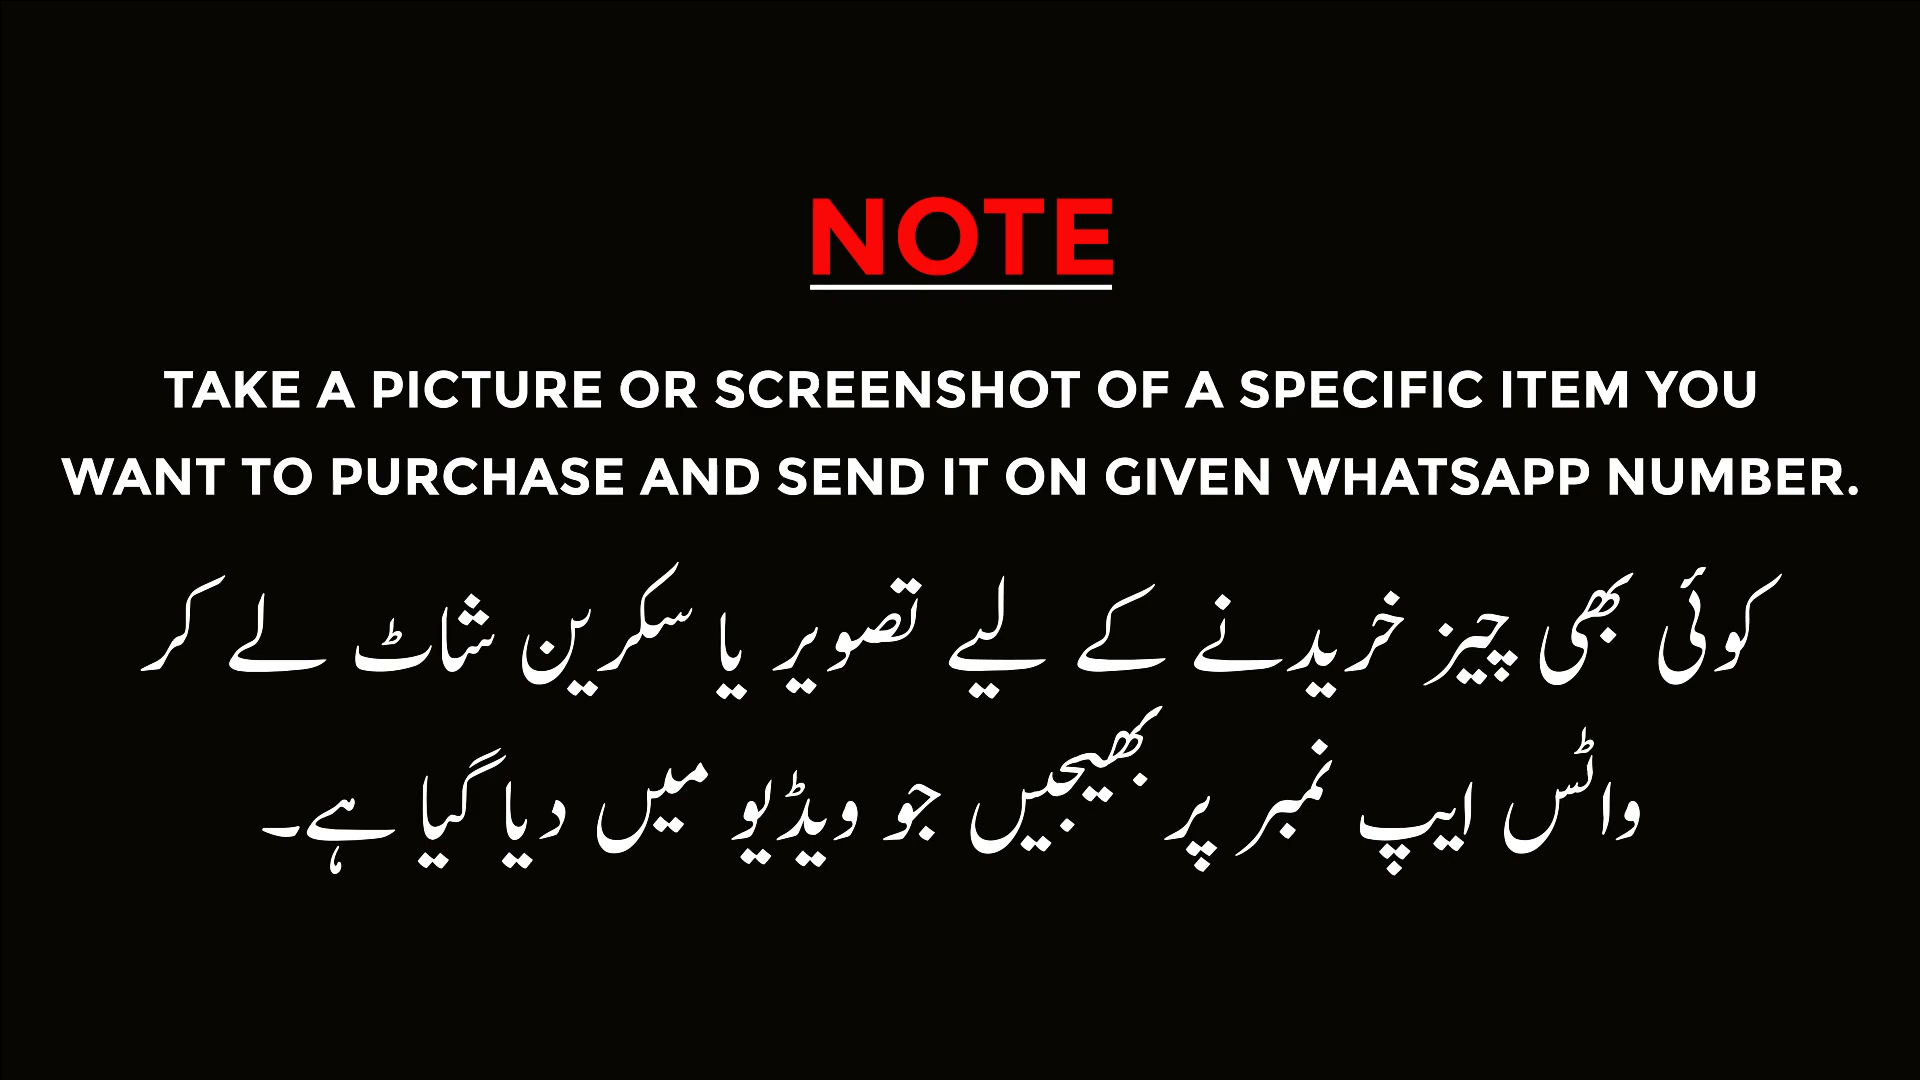 NOTE
TAKE A PICTURE OR SCREENSHOT OF A SPECIFIC ITEM YOU
WANT TO PURCHASE AND SEND IT ON GIVEN WHATSAPP NUMBER.
کوئی بھی چیز خریدنے کے لیے تصویر یا سکرین شاٹ لے کر
واٹس ایپ نمبر پر بھیجیں جو ویڈیو میں دیا گیا ہے۔